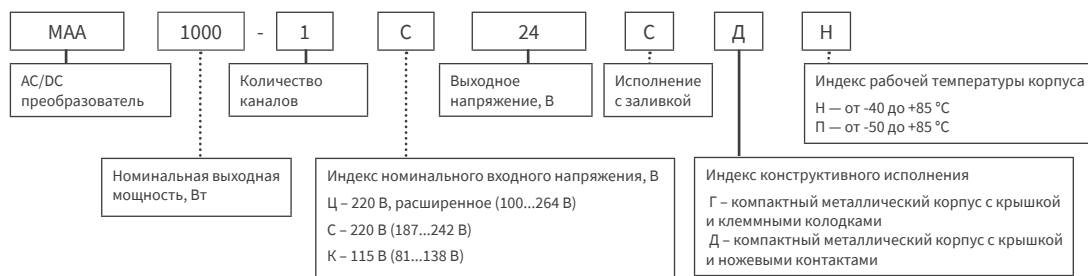 МАА 1000 - 1 С 24 С Д Н
AC/DC
преобразователь
Количество
каналов
Выходное
напряжение, В
Исполнение
с заливкой
Индекс рабочей температуры корпуса
Н — от -40 до +85 °С
П — от -50 до +85 °С
Номинальная выходная
мощность, Вт
Индекс номинального входного напряжения, В
Ц – 220 В, расширенное (100...264 В)
С – 220 В (187...242 В)
К – 115 В (81...138 В)
Индекс конструктивного исполнения
Г – компактный металлический корпус с крышкой
и клеммными колодками
Д – компактный металлический корпус с крышкой
и ножевыми контактами